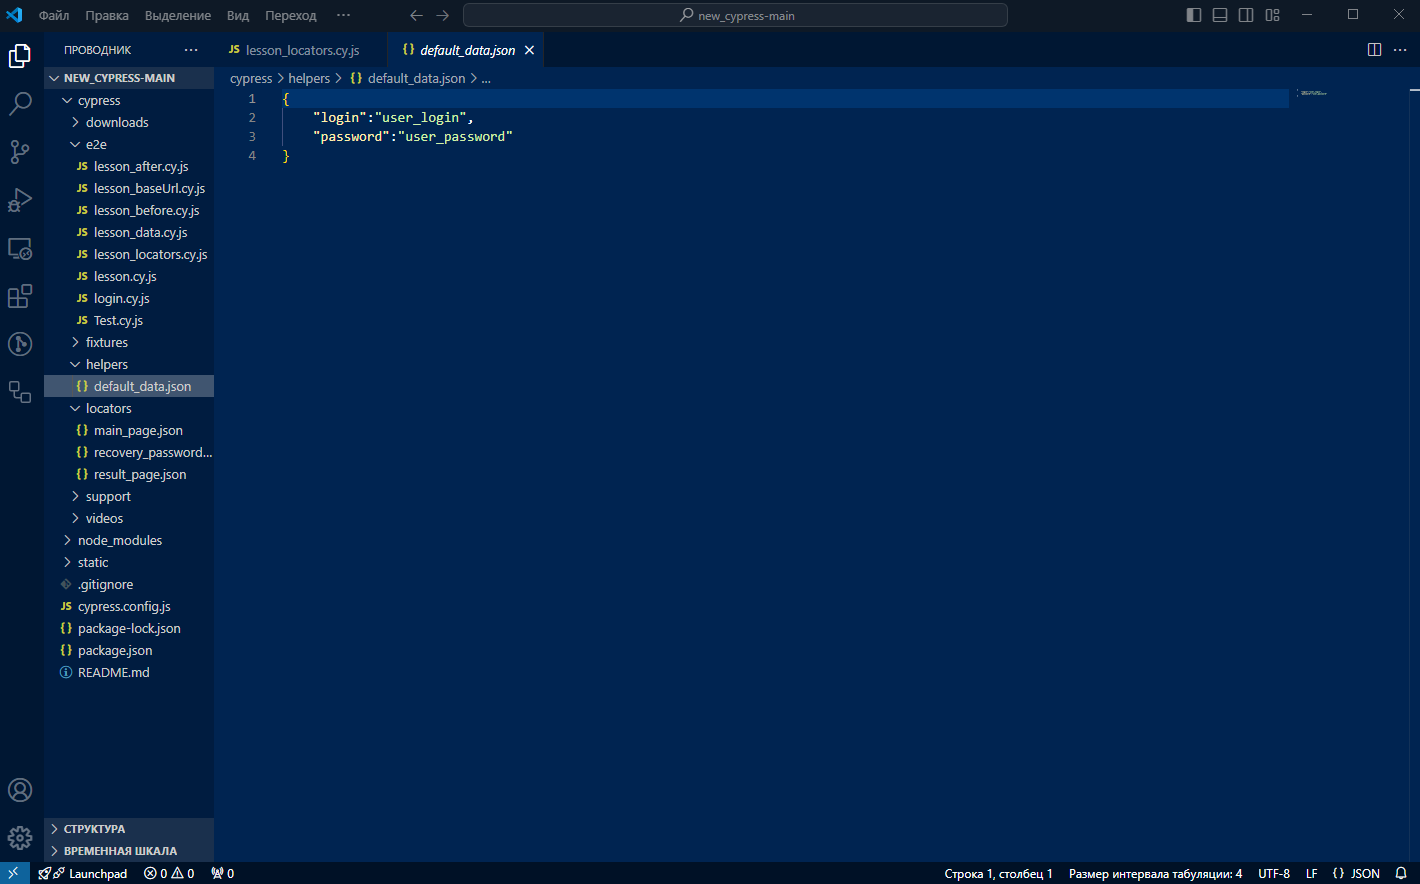 Файл Правка Выделение Вид Переход ··· new_cypress-main
ПРОВОДНИК ···
JS lesson_locators.cy.js {} default_data.json ···
NEW_CYPRESS-MAIN
cypress
downloads
e2e
JS lesson_after.cy.js
JS lesson_baseUrl.cy.js
JS lesson_before.cy.js
JS lesson_data.cy.js
JS lesson_locators.cy.js
JS lesson.cy.js
JS login.cy.js
JS Test.cy.js
fixtures
helpers
{} default_data.json
locators
{} main_page.json
{} recovery_password...
{} result_page.json
support
videos
node_modules
static
.gitignore
JS cypress.config.js
{} package-lock.json
{} package.json
README.md
СТРУКТУРА
ВРЕМЕННАЯ ШКАЛА
cypress > helpers > {} default_data.json > ...
1 {
2 "login":"user_login",
3 "password":"user_password"
4 }
Launchpad 0 0 0 Строка 1, столбец 1 Размер интервала табуляции: 4 UTF-8 LF {} JSON